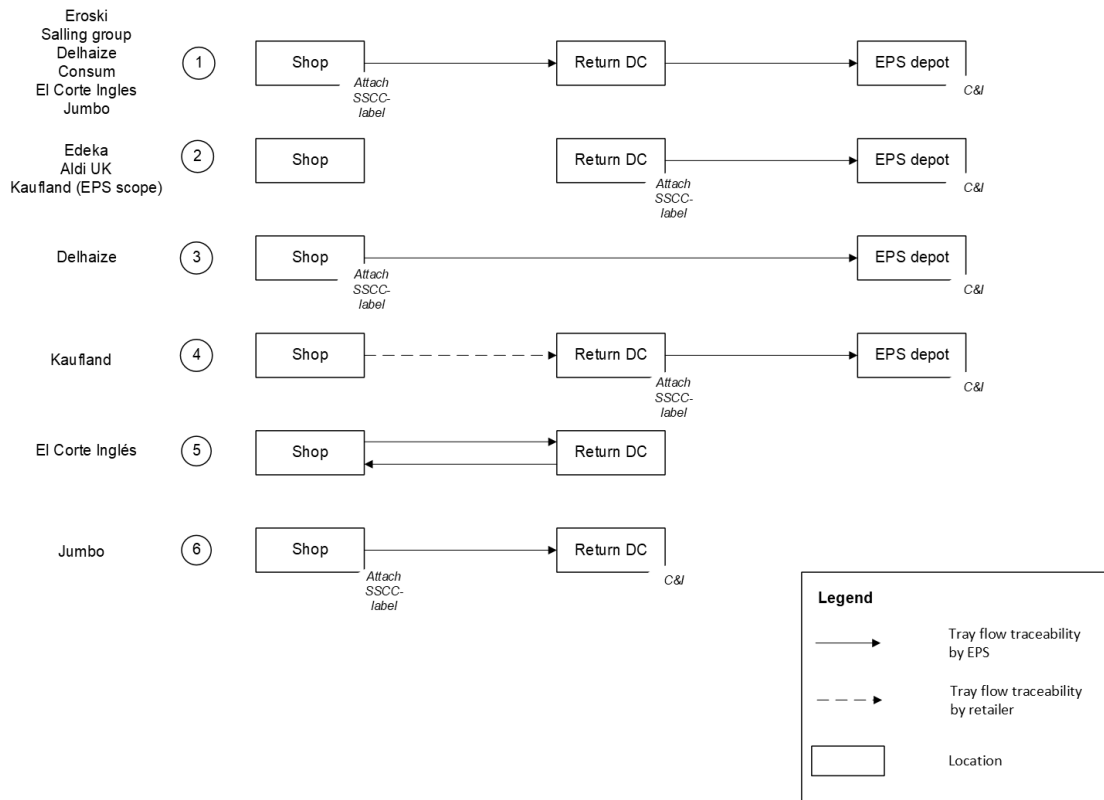 Eroski
Salling group
Delhaize
Consum
El Corte Ingles
Jumbo
1
Shop
Attach
SSCC-
label
Return DC
EPS depot
C&I
Edeka
Aldi UK
Kaufland (EPS scope)
2
Shop
Return DC
Attach
SSCC-
label
EPS depot
C&I
Delhaize
3
Shop
Attach
SSCC-
label
EPS depot
C&I
Kaufland
4
Shop
Return DC
Attach
SSCC-
label
EPS depot
C&I
El Corte Inglés
5
Shop
Return DC
Jumbo
6
Shop
Attach
SSCC-
label
Return DC
C&I
Legend
Tray flow traceability
by EPS
Tray flow traceability
by retailer
Location